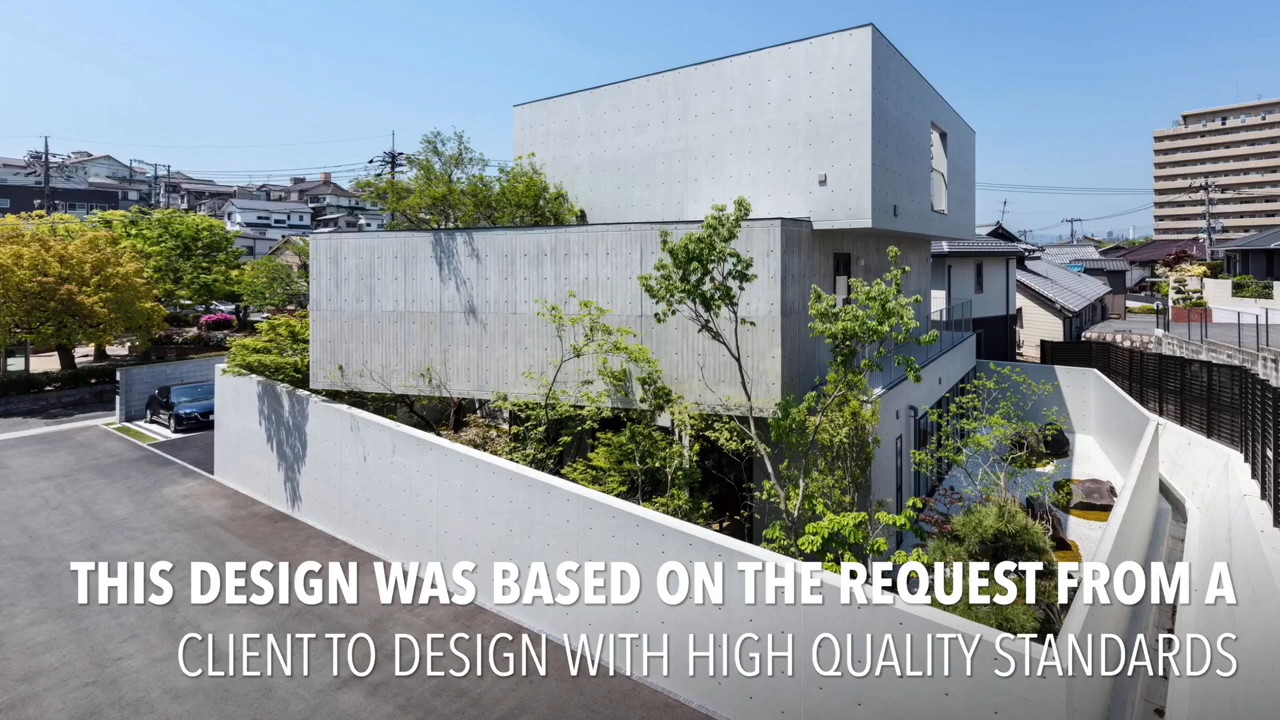 THIS DESIGN WAS BASED ON THE REQUEST FROM A
CLIENT TO DESIGN WITH HIGH QUALITY STANDARDS